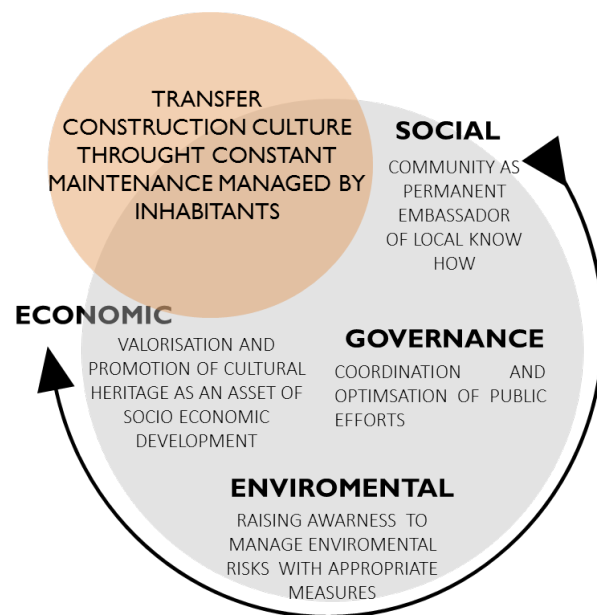 TRANSFER
CONSTRUCTION CULTURE
THROUGHT CONSTANT
MAINTENANCE MANAGED BY
INHABITANTS
SOCIAL
COMMUNITY AS
PERMANENT
EMBASSADOR
OF LOCAL KNOW
HOW
ECONOMIC
VALORISATION AND
PROMOTION OF CULTURAL
HERITAGE AS AN ASSET OF
SOCIO ECONOMIC
DEVELOPMENT
GOVERNANCE
COORDINATION AND
OPTIMSATION OF PUBLIC
EFFORTS
ENVIROMENTAL
RAISING AWARNESS TO
MANAGE ENVIROMENTAL
RISKS WITH APPROPRIATE
MEASURES